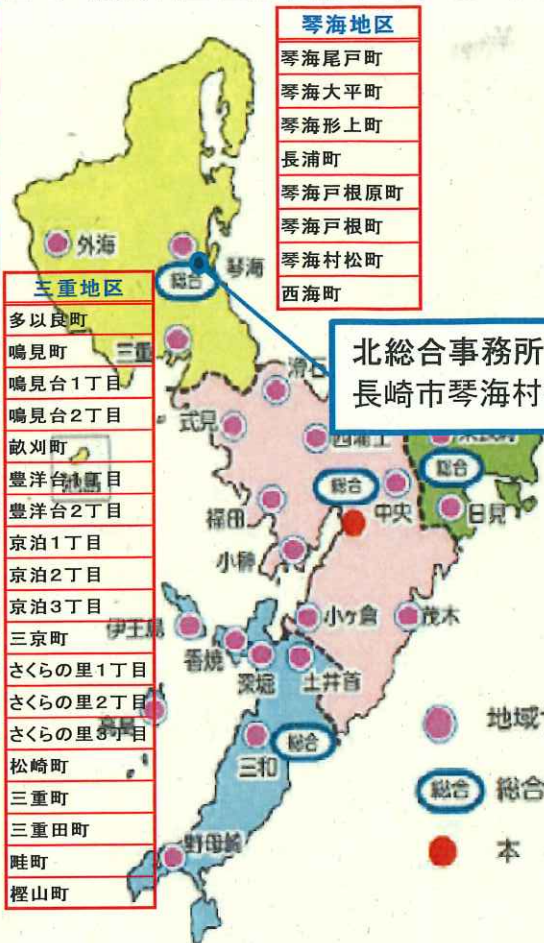 琴海地区
琴海尾戸町
琴海大平町
琴海形上町
長浦町
琴海戸根原町
琴海戸根町
琴海村松町
西海町
外海
琴海
総合
三重地区
多以良町
鳴見町
鳴見台1丁目
鳴見台2丁目
畝刈町
豊洋台1丁目
豊洋台2丁目
京泊1丁目
京泊2丁目
京泊3丁目
三京町
さくらの里1丁目
さくらの里2丁目
さくらの里3丁目
松崎町
三重町
三重田町
畦町
樫山町
三重
北総合事務所
長崎市琴海村
滑石
式見
西浦上
総合
総合
中央
日見
福田
小榊
小ヶ倉
茂木
伊王島
香焼
深堀
土井首
総合
三和
野母崎
地域
総合 総合
本